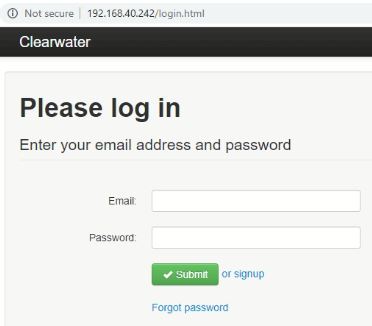 Not secure | 192.168.40.242/login.html
Clearwater
Please log in
Enter your email address and password
Email:
Password:
Submit or signup
Forgot password